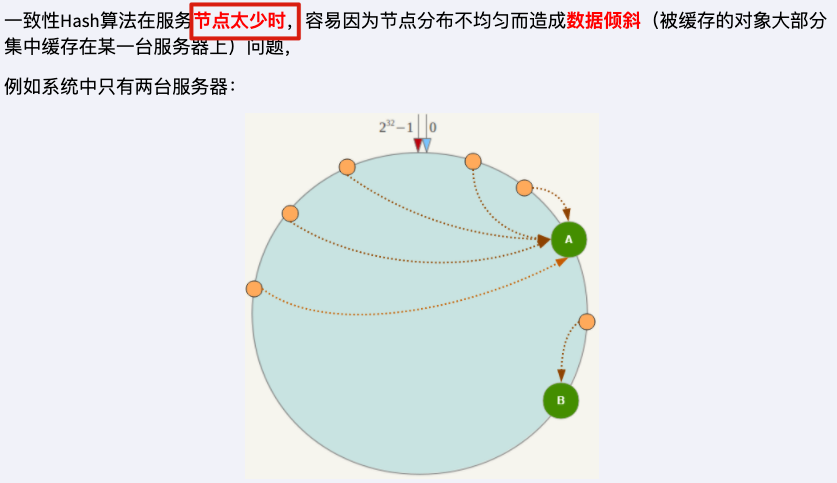 一致性Hash算法在服务节点太少时，容易因为节点分布不均匀而造成数据倾斜（被缓存的对象大部分
集中缓存在某一台服务器上）问题，
例如系统中只有两台服务器：
2³²−1 0
A
B